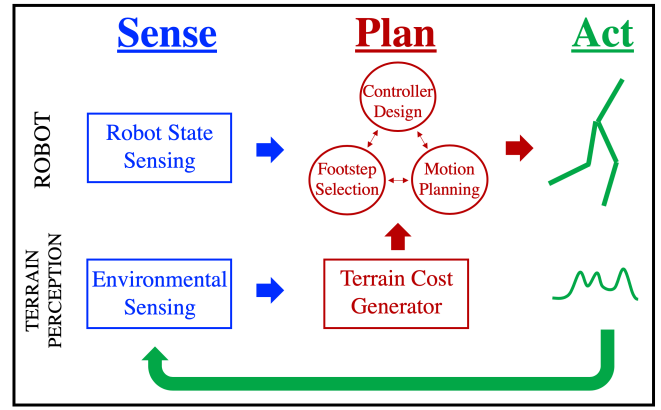 Sense
Plan
Act
ROBOT
Robot State
Sensing
Controller
Design
Footstep
Selection
Motion
Planning
TERRAIN
PERCEPTION
Environmental
Sensing
Terrain Cost
Generator